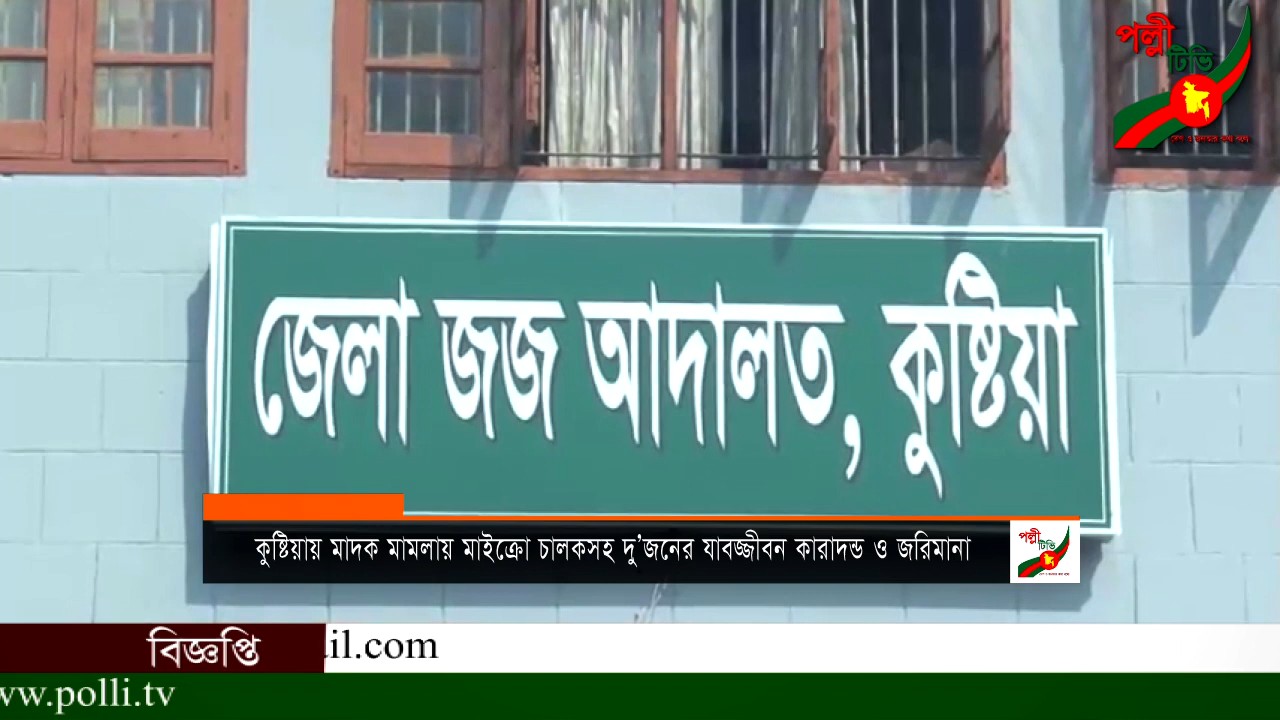 পল্লী
টিভি
জেলা জজ আদালত, কুষ্টিয়া
কুষ্টিয়ায় মাদক মামলায় মাইক্রো চালকসহ দু’জনের যাবজ্জীবন কারাদন্ড ও জরিমানা
পল্লী
টিভি
বিজ্ঞপ্তি
il.com
www.polli.tv